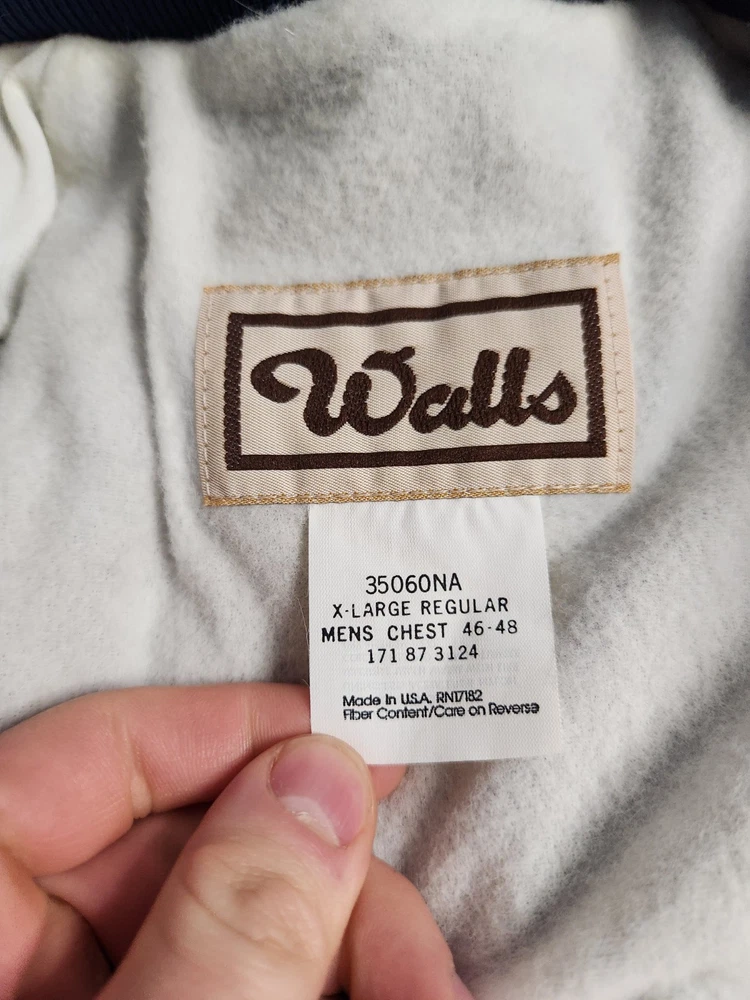 Walls
35060NA
X-LARGE REGULAR
MENS CHEST 46-48
171 87 3124
Made In U.S.A. RN17182
Fiber Content/Care on Reverse